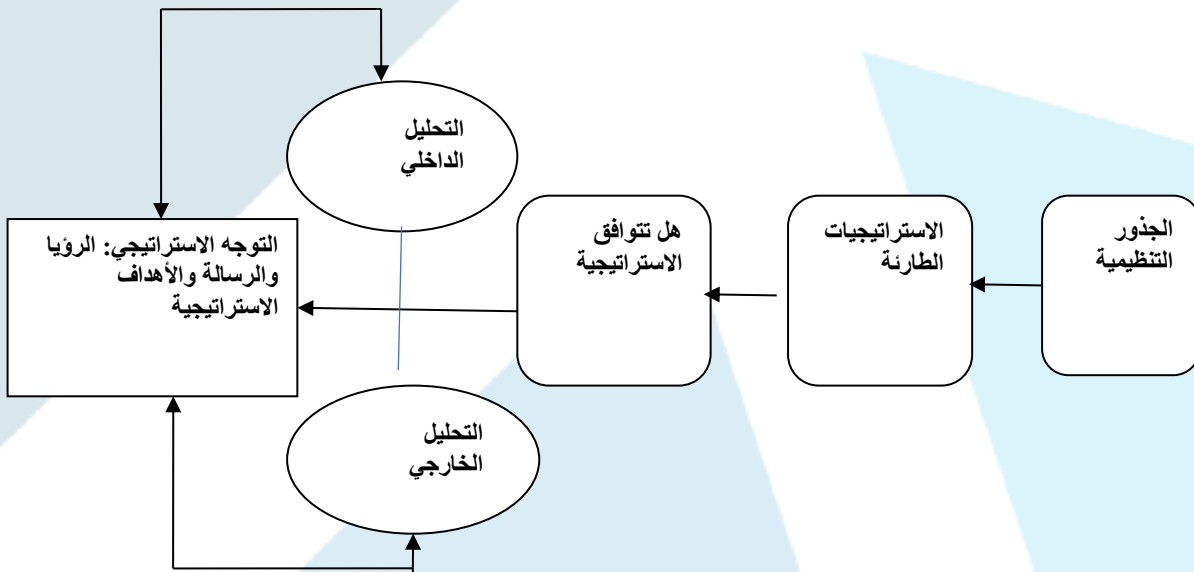 التحليل
الداخلي
الجذور
التنظيمية
الاستراتيجيات
الطارئة
هل تتوافق
الاستراتيجية
التوجه الاستراتيجي: الرؤيا
والرسالة والأهداف
الاستراتيجية
التحليل
الخارجي